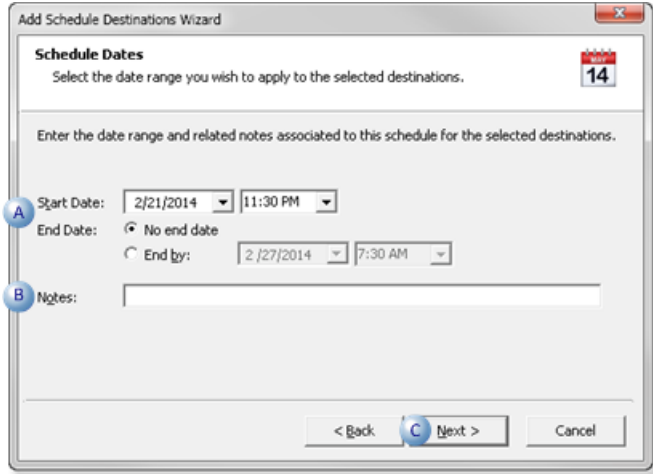 Add Schedule Destinations Wizard
Schedule Dates
Select the date range you wish to apply to the selected destinations.
MAY
14
Enter the date range and related notes associated to this schedule for the selected destinations.
A
Start Date: 2/21/2014 11:30 PM
End Date: No end date
End by: 2 /27/2014 7:30 AM
B
Notes:
< Back C Next > Cancel